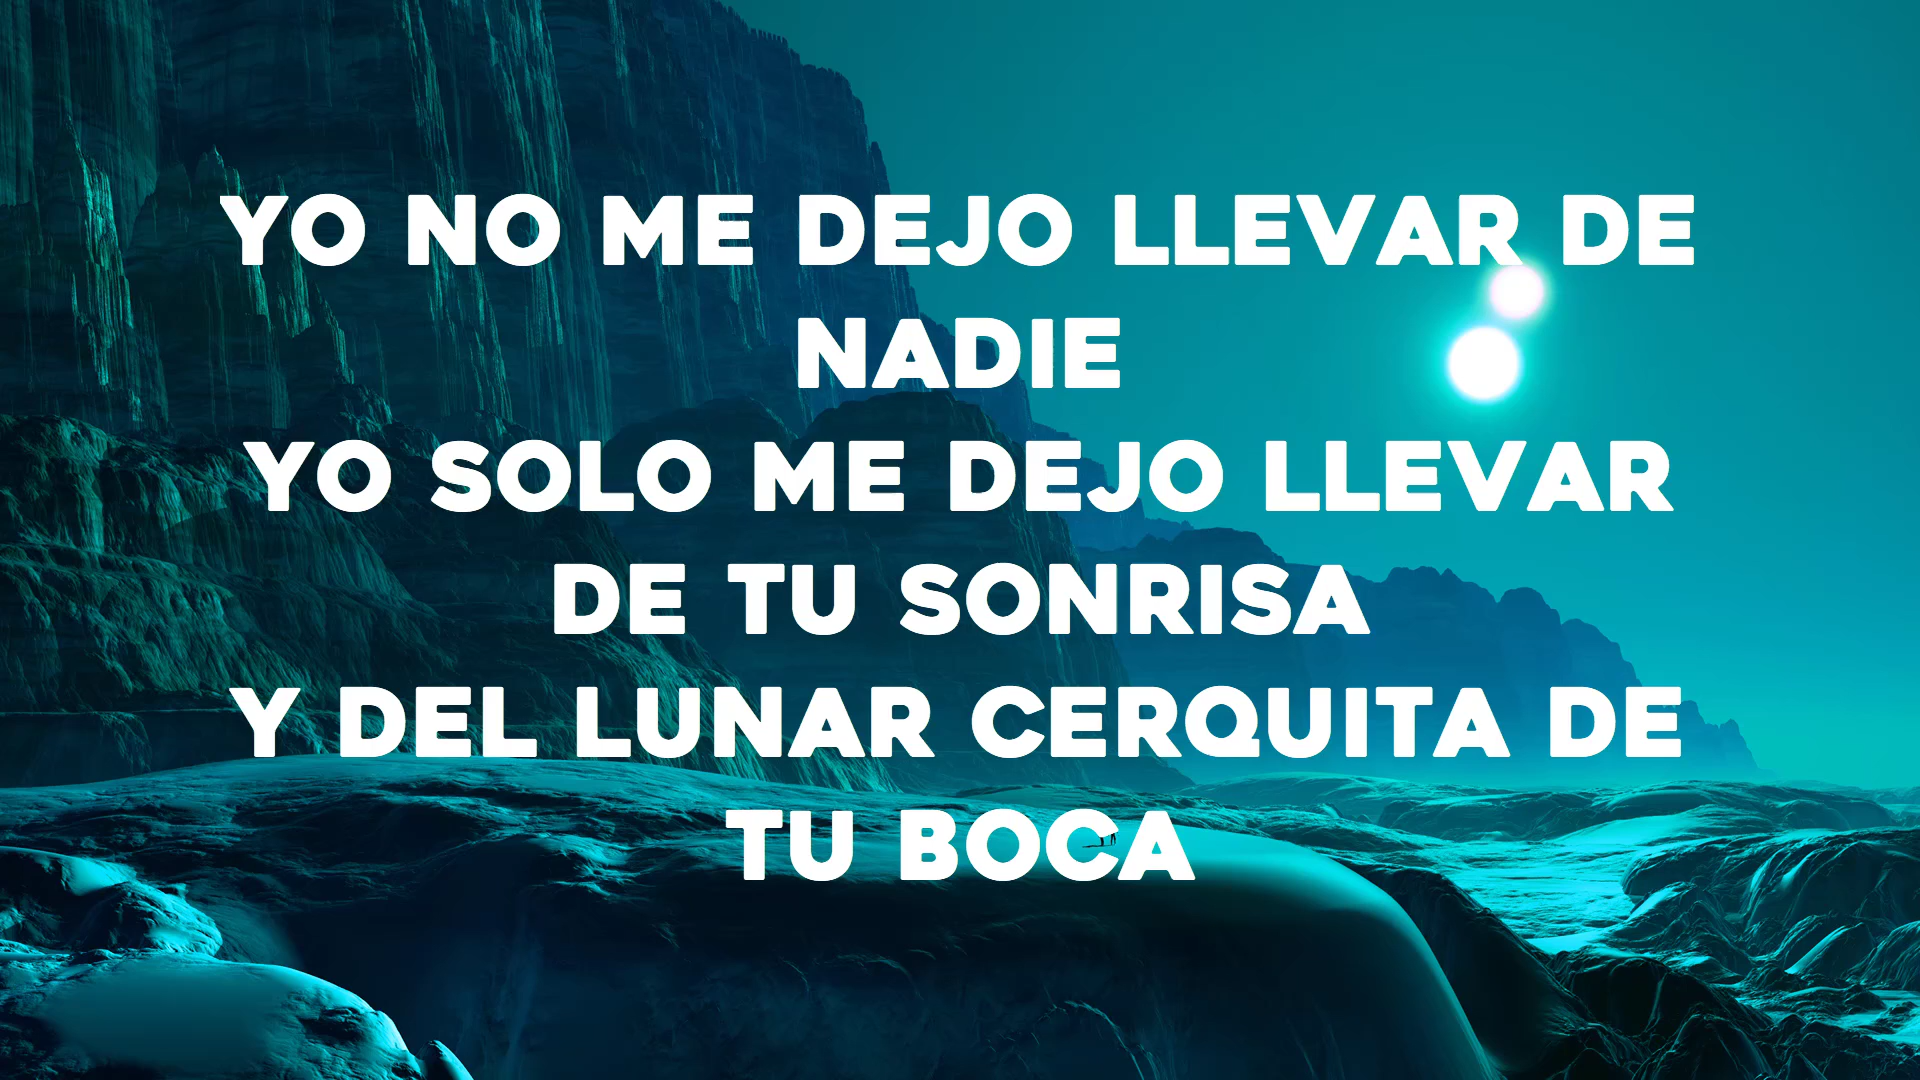 YO NO ME DEJO LLEVAR DE
NADIE
YO SOLO ME DEJO LLEVAR
DE TU SONRISA
Y DEL LUNAR CERQUITA DE
TU BOCA